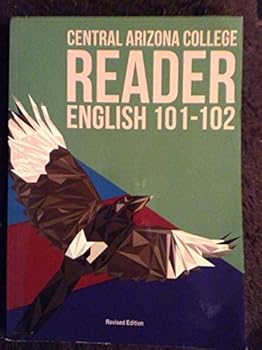 CENTRAL ARIZONA COLLEGE
READER
ENGLISH 101-102
Revised Edition